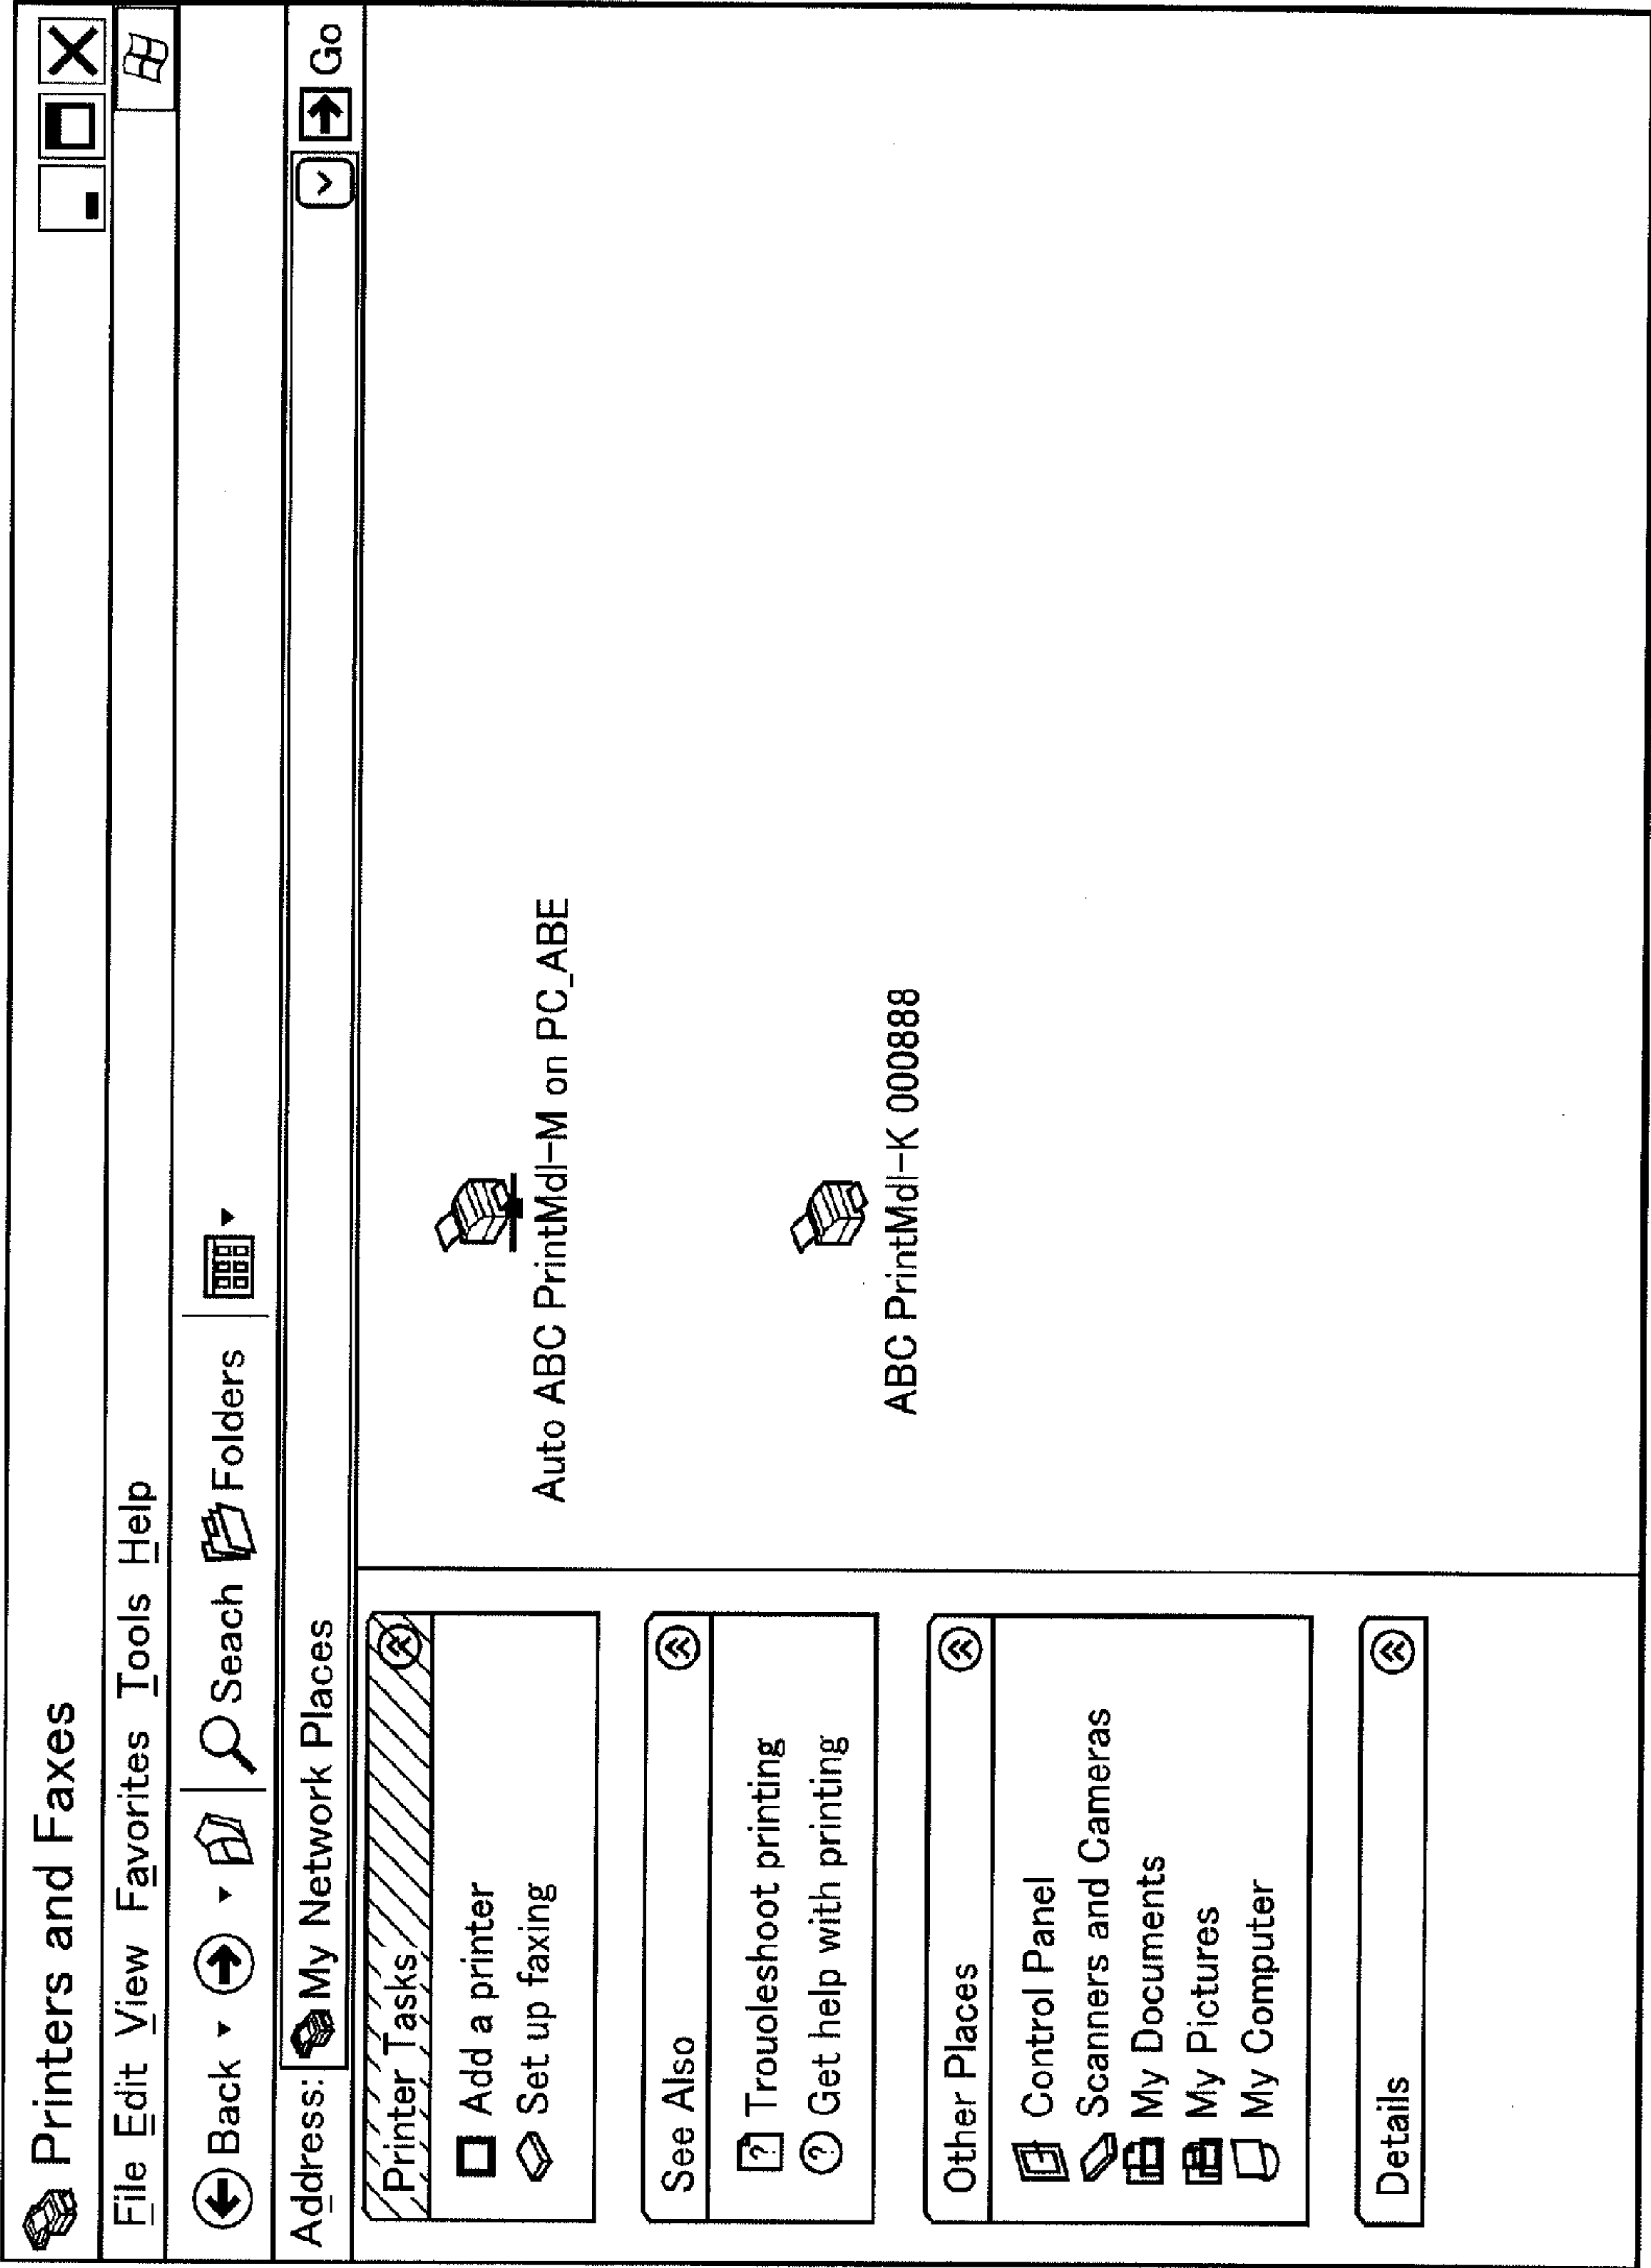 Printers and Faxes
File Edit View Favorites Tools Help
Back Seach Folders
Address: My Network Places Go
Printer Tasks
Add a printer
Set up faxing
See Also
Trouoleshoot printing
Get help with printing
Other Places
Control Panel
Scanners and Cameras
My Documents
My Pictures
My Computer
Details
Auto ABC PrintMdl-M on PC_ABE
ABC PrintMdl-K 000888